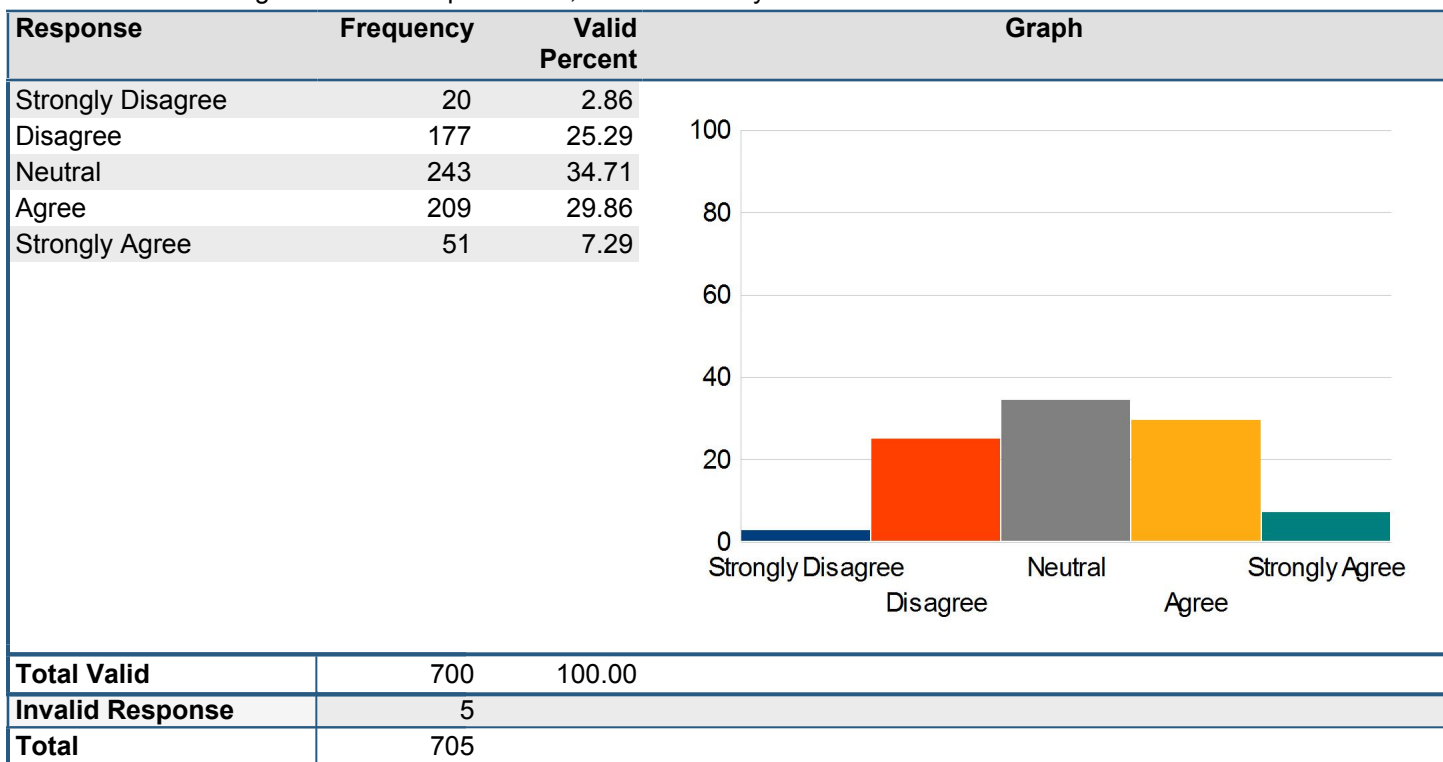 Response Frequency Valid Percent Graph
Strongly Disagree 20 2.86
Disagree 177 25.29
Neutral 243 34.71
Agree 209 29.86
Strongly Agree 51 7.29
100
80
60
40
20
0
Strongly Disagree Neutral Strongly Agree
Disagree Agree
Total Valid 700 100.00
Invalid Response 5
Total 705